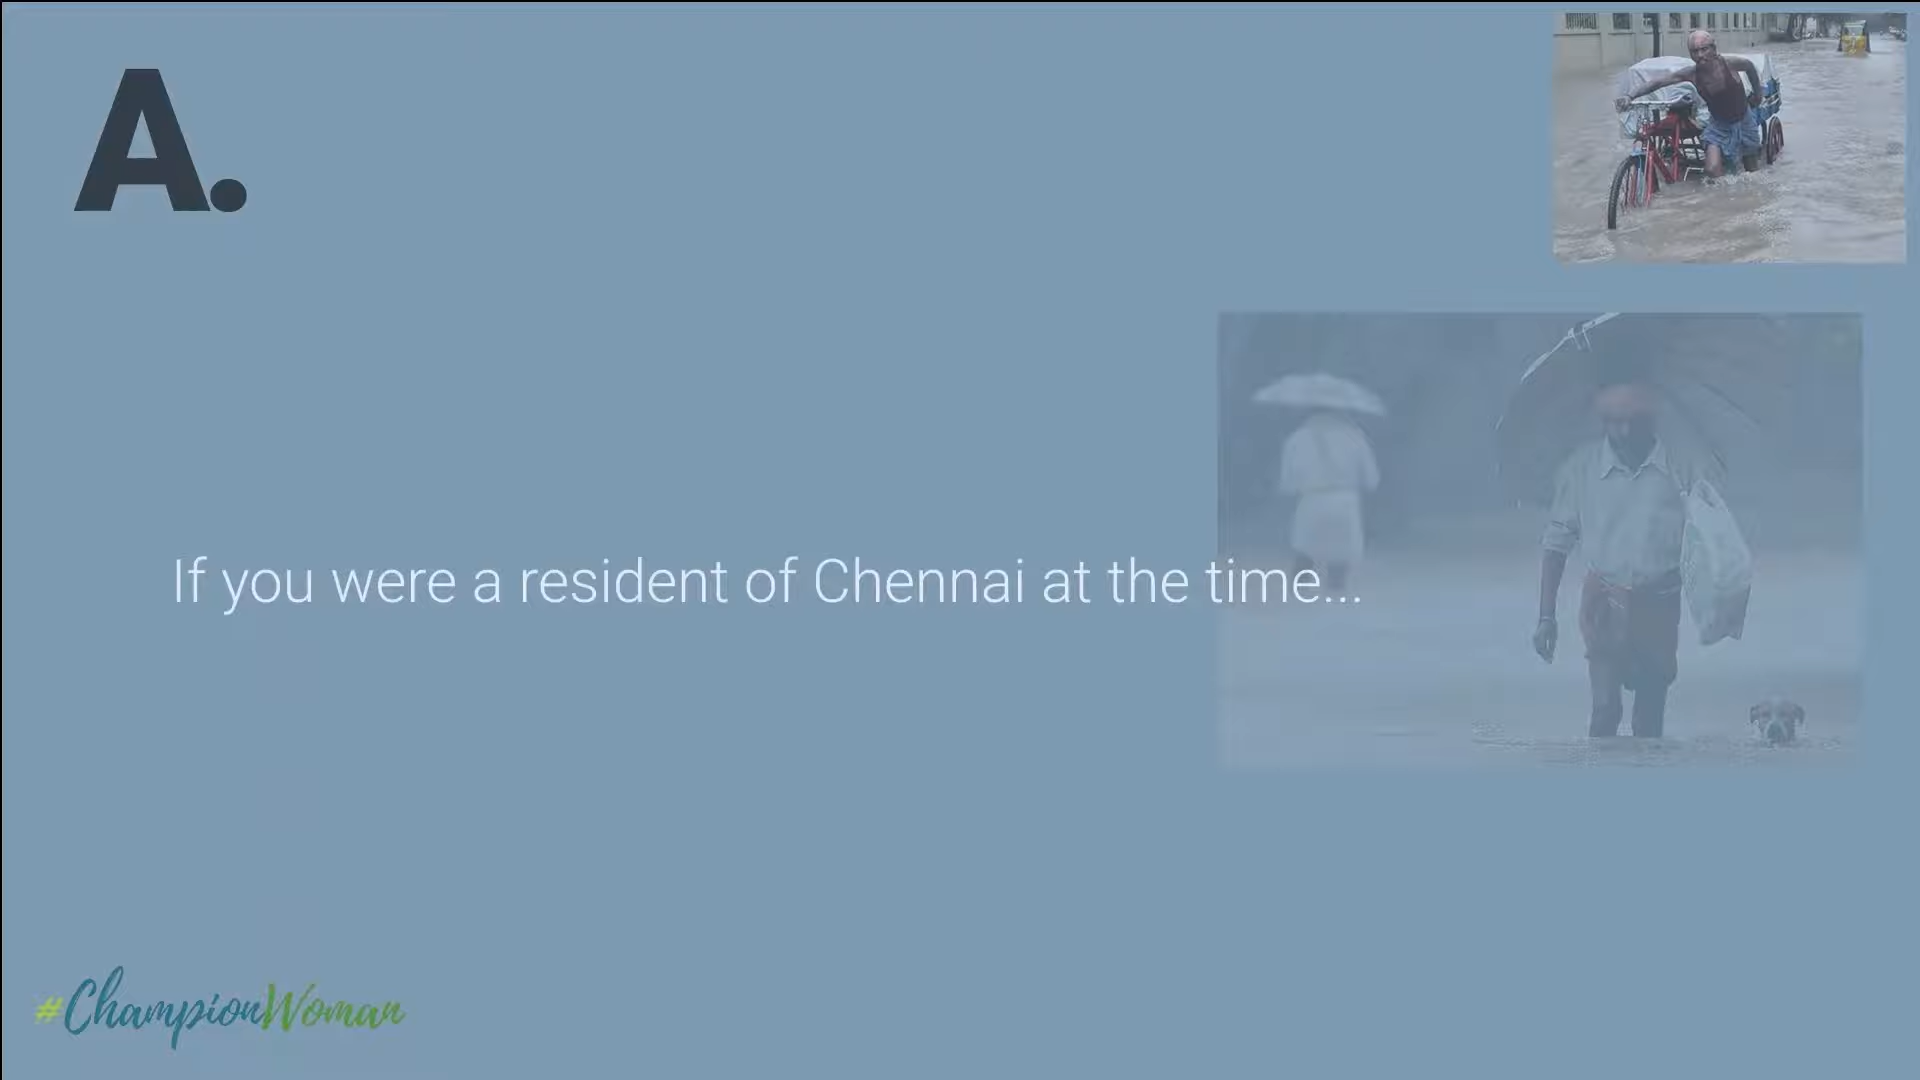 A.
If you were a resident of Chennai at the time...
#ChampionWoman